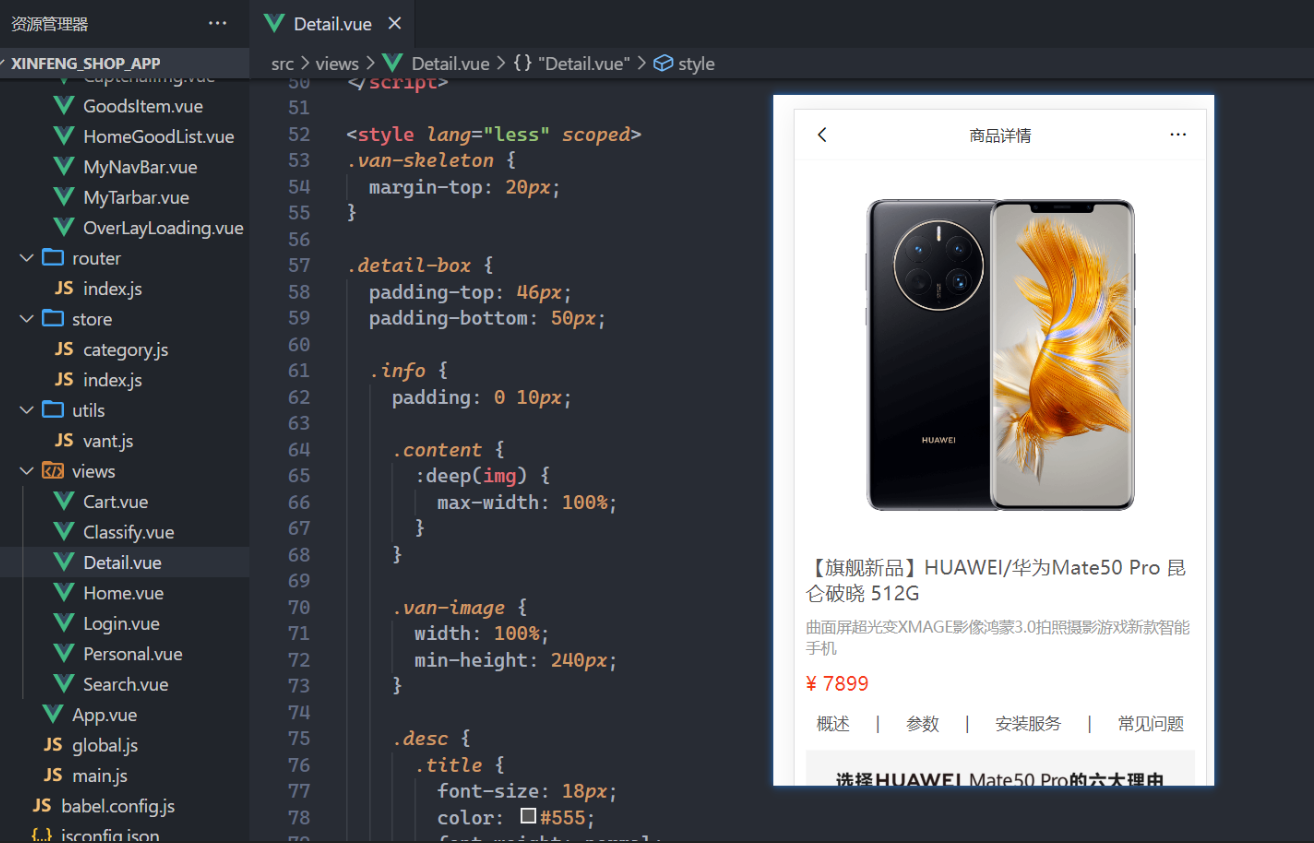 资源管理器
···
Detail.vue
XINFENG_SHOP_APP
src > views > Detail.vue > {} "Detail.vue" > style
CaptchaImg.vue
GoodsItem.vue
HomeGoodList.vue
MyNavBar.vue
MyTarbar.vue
OverLayLoading.vue
router
JS index.js
store
JS category.js
JS index.js
utils
JS vant.js
views
Cart.vue
Classify.vue
Detail.vue
Home.vue
Login.vue
Personal.vue
Search.vue
App.vue
JS global.js
JS main.js
JS babel.config.js
{..} jsconfig.json
50 </script>
51
52 <style lang="less" scoped>
53 .van-skeleton {
54 margin-top: 20px;
55 }
56
57 .detail-box {
58 padding-top: 46px;
59 padding-bottom: 50px;
60
61 .info {
62 padding: 0 10px;
63
64 .content {
65 :deep(img) {
66 max-width: 100%;
67 }
68 }
69
70 .van-image {
71 width: 100%;
72 min-height: 240px;
73 }
74
75 .desc {
76 .title {
77 font-size: 18px;
78 color: #555;
79 font-weight: normal;
商品详情
···
HUAWEI
【旗舰新品】HUAWEI/华为Mate50 Pro 昆
仑破晓 512G
曲面屏超光变XMAGE影像鸿蒙3.0拍照摄影游戏新款智能
手机
¥ 7899
概述 | 参数 | 安装服务 | 常见问题
选择HUAWEI Mate50 Pro的六大理由